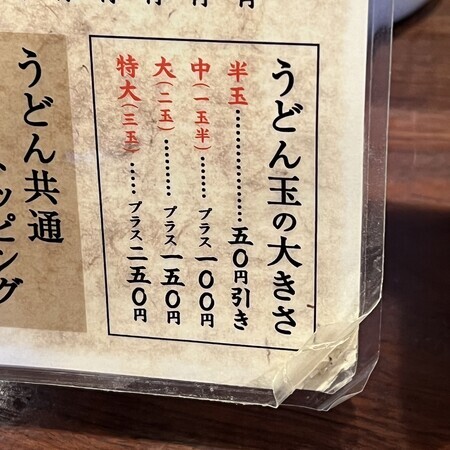 うどん玉の大きさ
半玉…………………五〇円引き
中(一玉半)………プラス一〇〇円
大(二玉)…………プラス一五〇円
特大(三玉)……プラス二五〇円
うどん共通
トッピング